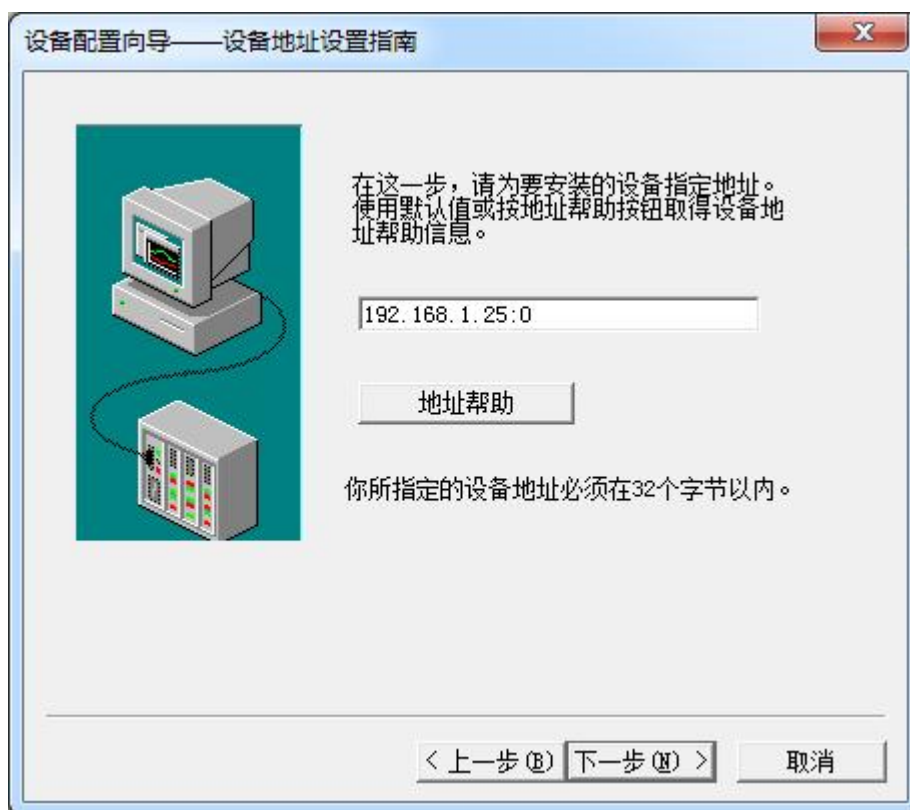 设备配置向导——设备地址设置指南
在这一步，请为要安装的设备指定地址。
使用默认值或按地址帮助按钮取得设备地
址帮助信息。
192.168.1.25:0
地址帮助
你所指定的设备地址必须在32个字节以内。
< 上一步(B)
下一步(N) >
取消